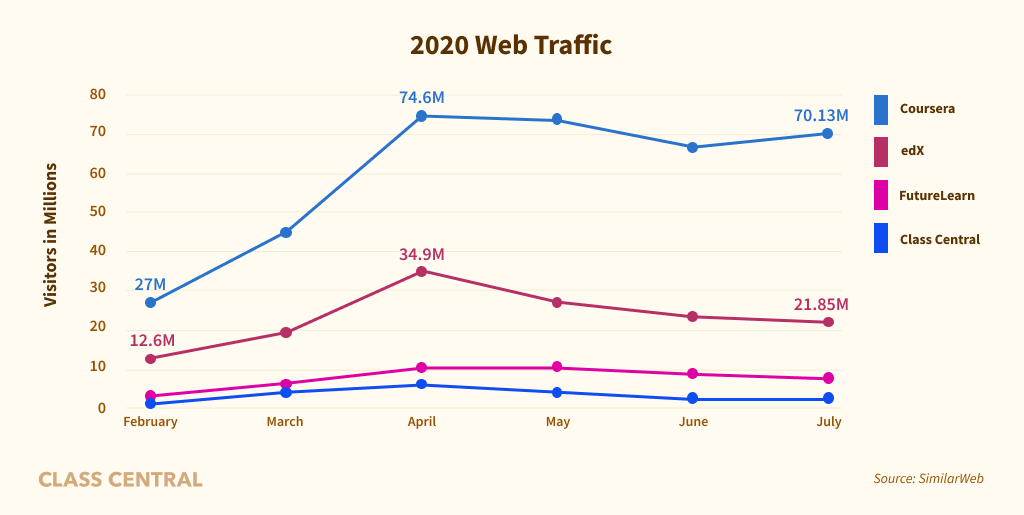 2020 Web Traffic
Visitors in Millions
80
70
60
50
40
30
20
10
0
74.6M
70.13M
27M
34.9M
21.85M
12.6M
February March April May June July
Coursera
edX
FutureLearn
Class Central
CLASS CENTRAL
Source: SimilarWeb